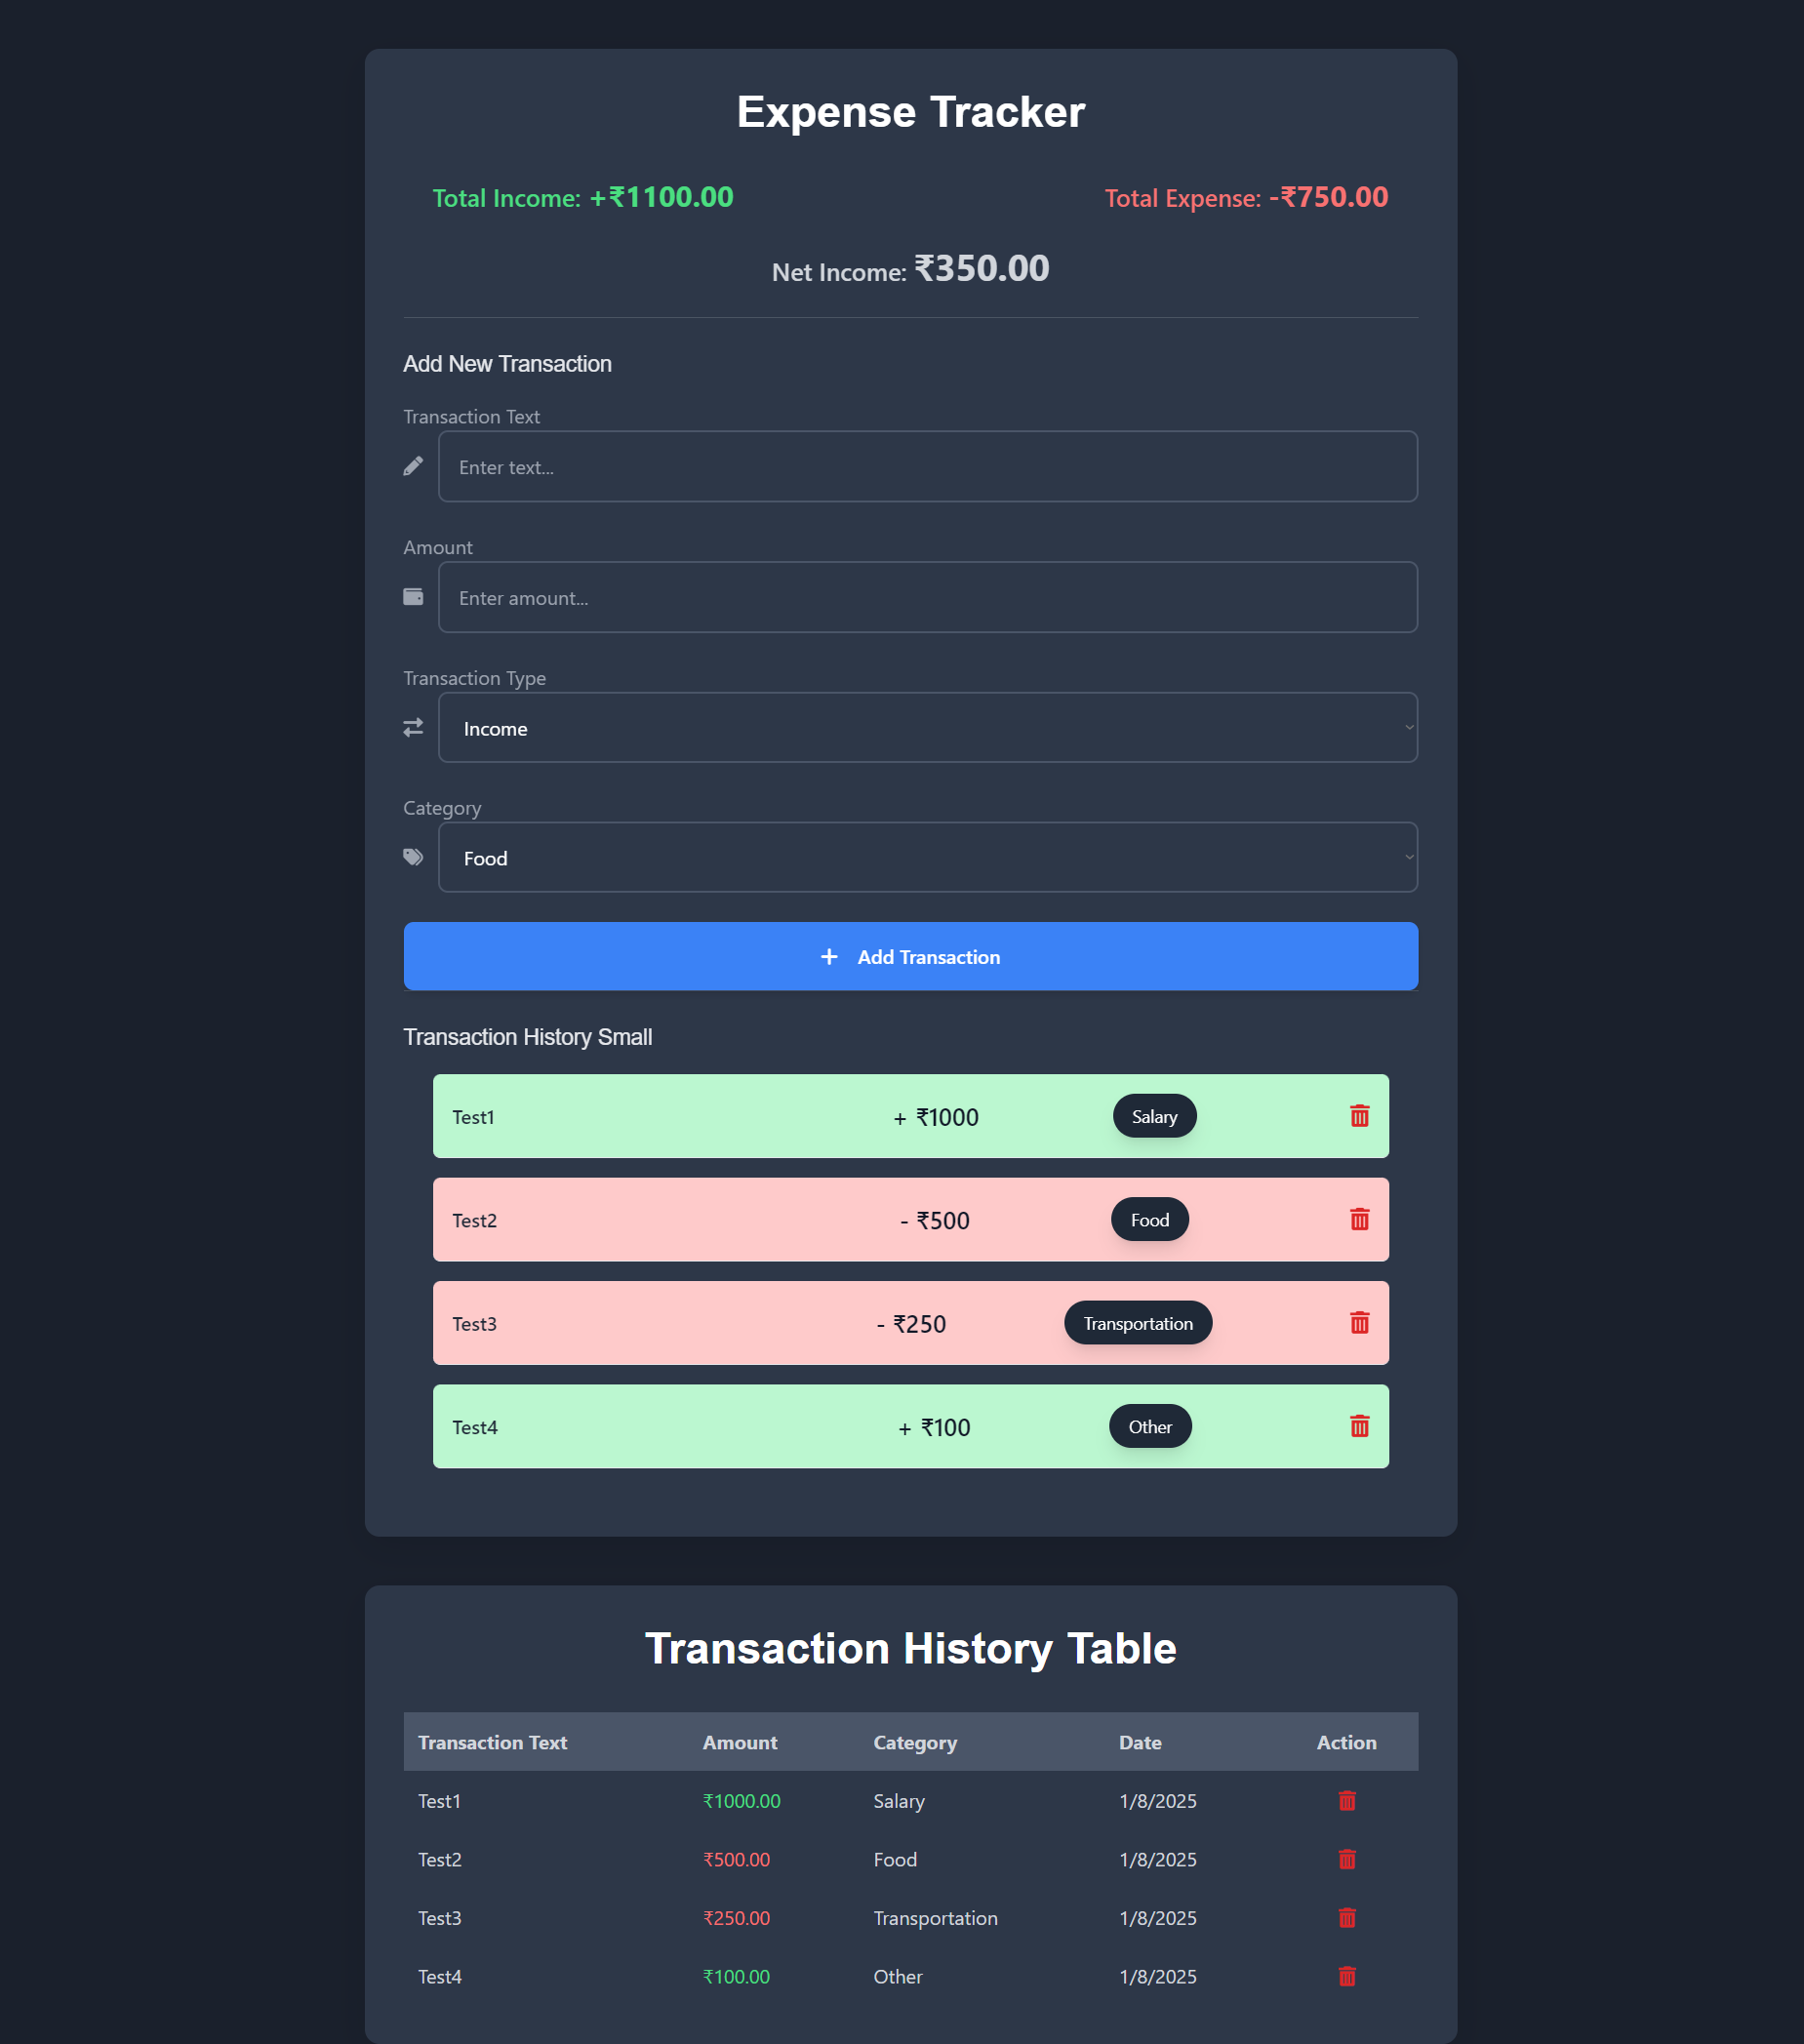 Expense Tracker
Total Income: +₹1100.00 Total Expense: -₹750.00
Net Income: ₹350.00
Add New Transaction
Transaction Text
Enter text...
Amount
Enter amount...
Transaction Type
Income
Category
Food
+ Add Transaction
Transaction History Small
Test1 + ₹1000 Salary
Test2 - ₹500 Food
Test3 - ₹250 Transportation
Test4 + ₹100 Other
Transaction History Table
Transaction Text Amount Category Date Action
Test1 ₹1000.00 Salary 1/8/2025
Test2 ₹500.00 Food 1/8/2025
Test3 ₹250.00 Transportation 1/8/2025
Test4 ₹100.00 Other 1/8/2025